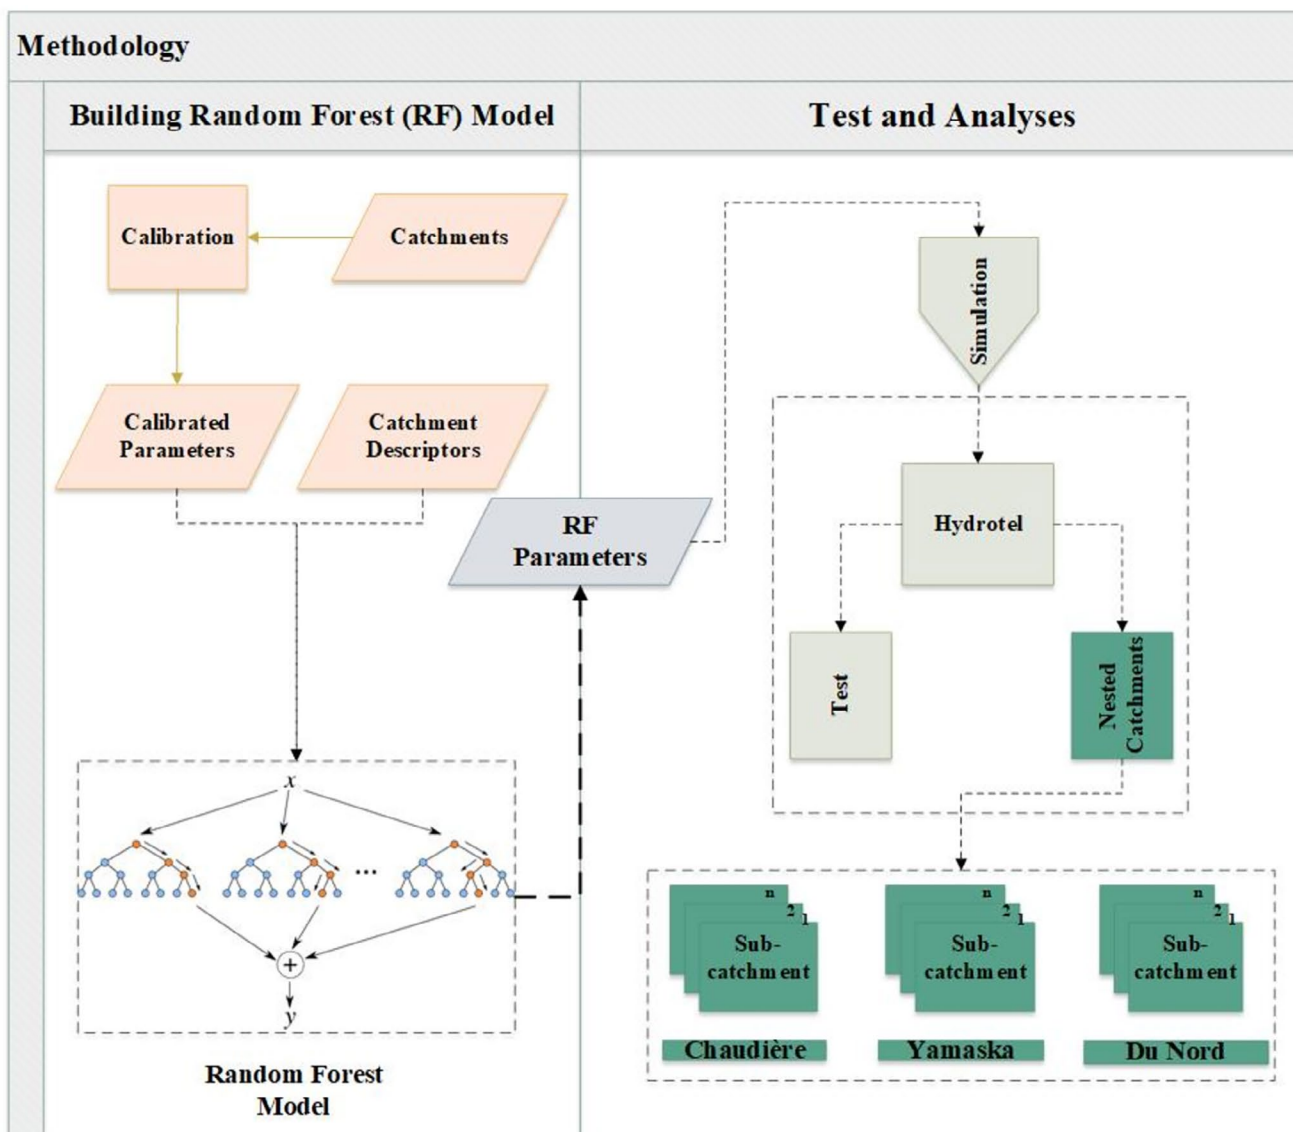 Methodology
Building Random Forest (RF) Model
Test and Analyses
Calibration
Catchments
Calibrated
Parameters
Catchment
Descriptors
x
...
+
y
Random Forest
Model
RF
Parameters
Simulation
Hydrotel
Test
Nested
Catchments
n
2
1
Sub-
catchment
Chaudière
n
2
1
Sub-
catchment
Yamaska
n
2
1
Sub-
catchment
Du Nord